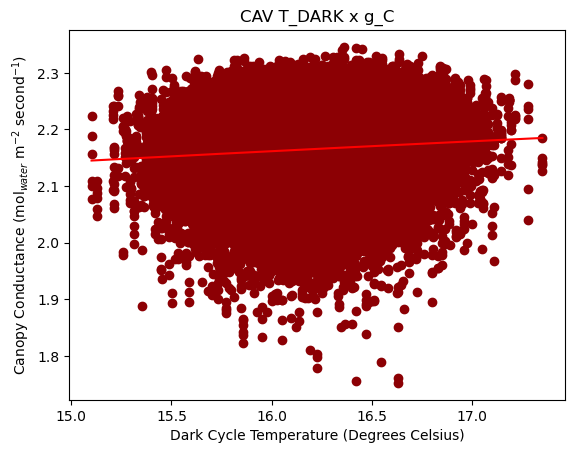 CAV T_DARK x g_C
Canopy Conductance (mol_water m⁻² second⁻¹)
2.3
2.2
2.1
2.0
1.9
1.8
15.0 15.5 16.0 16.5 17.0
Dark Cycle Temperature (Degrees Celsius)